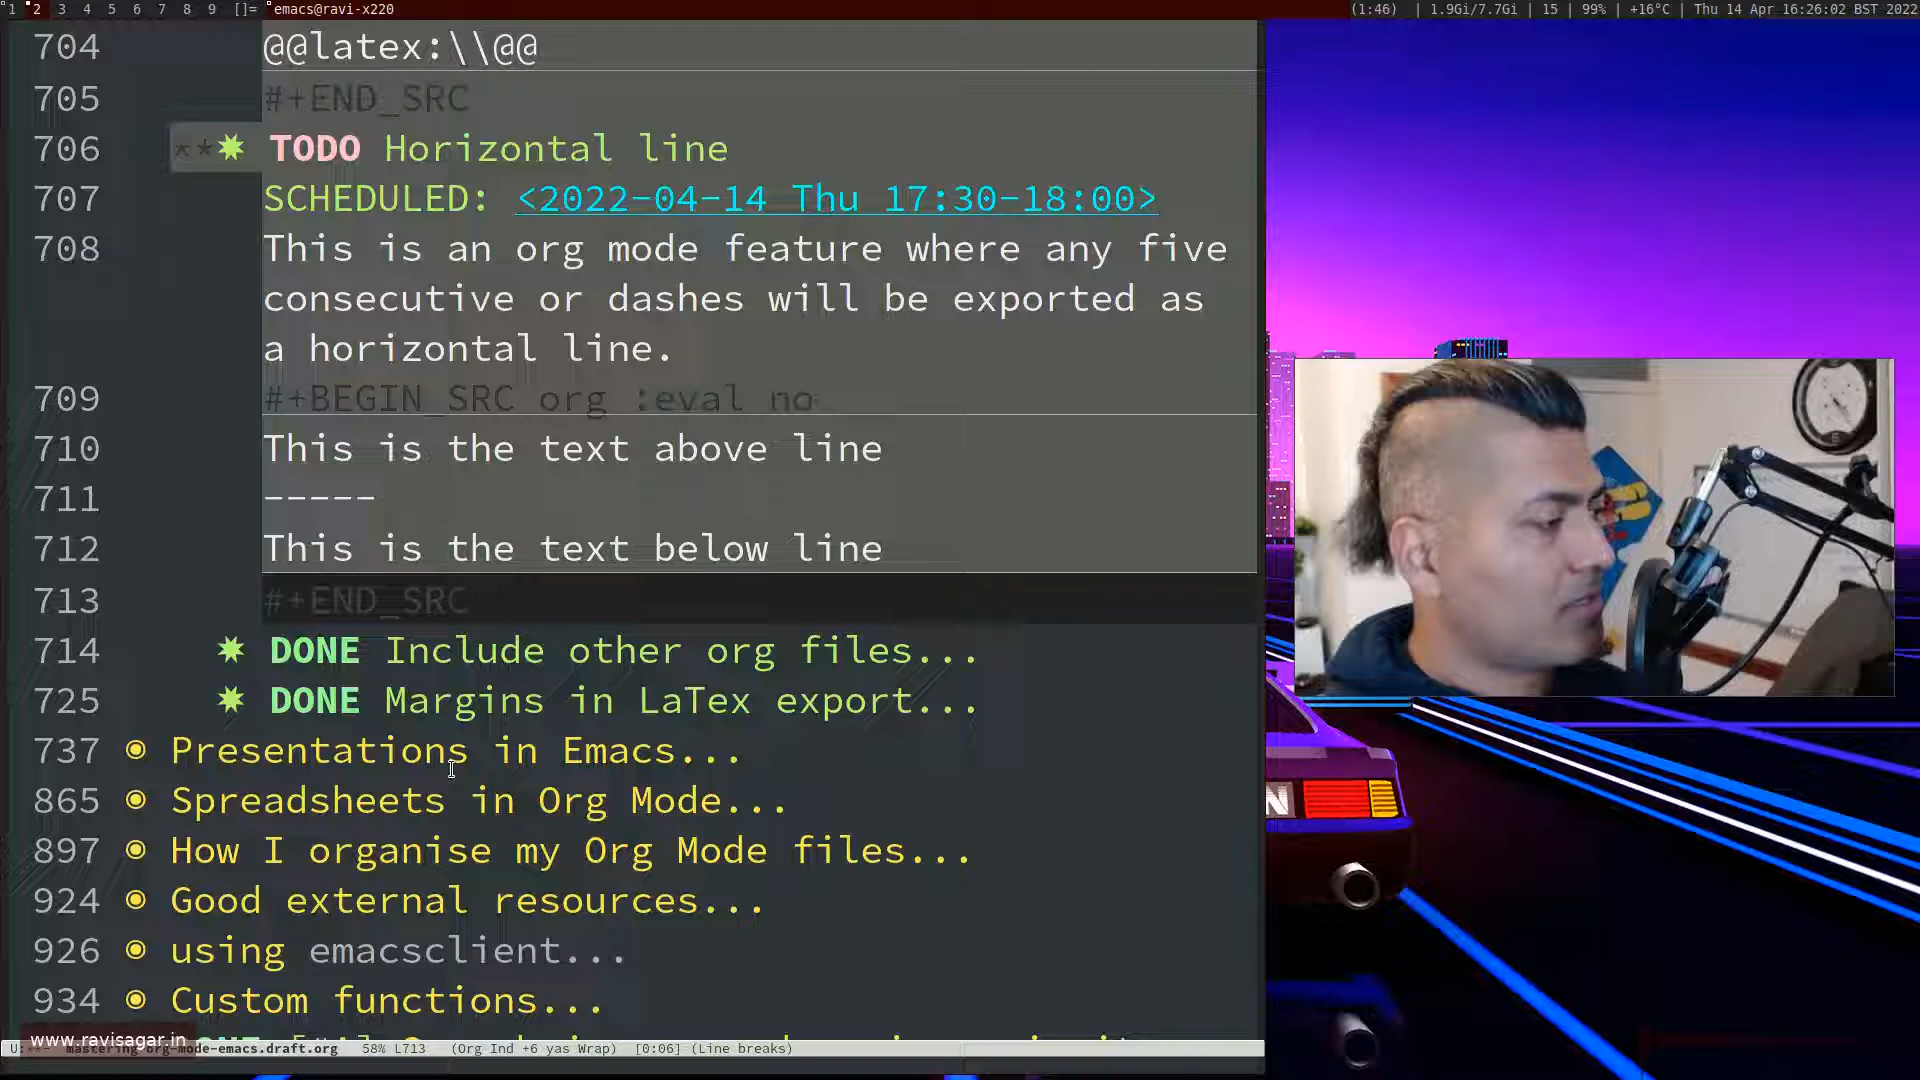 1 2 3 4 5 6 7 8 9 []= emacs@ravi-x220 (1:46) | 1.9Gi/7.7Gi | 15 | 99% | +16°C | Thu 14 Apr 16:26:02 BST 2022
704 @@latex:\\@@
705 #+END_SRC
706 **✸ TODO Horizontal line
707 SCHEDULED: <2022-04-14 Thu 17:30-18:00>
708 This is an org mode feature where any five
consecutive or dashes will be exported as
a horizontal line.
709 #+BEGIN_SRC org :eval no
710 This is the text above line
711 -----
712 This is the text below line
713 #+END_SRC
714 ✸ DONE Include other org files...
725 ✸ DONE Margins in LaTex export...
737 ◉ Presentations in Emacs...
865 ◉ Spreadsheets in Org Mode...
897 ◉ How I organise my Org Mode files...
924 ◉ Good external resources...
926 ◉ using emacsclient...
934 ◉ Custom functions...
www.ravisagar.in
mastering-org-mode-emacs.draft.org 58% L713 (Org Ind +6 yas Wrap) [0:06] (Line breaks)